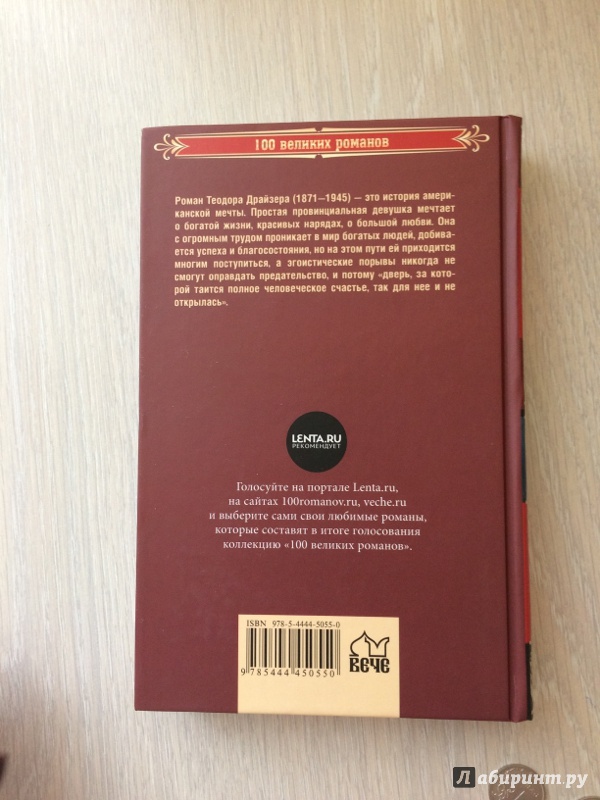 100 великих романов
Роман Теодора Драйзера (1871—1945) — это история амери-
канской мечты. Простая провинциальная девушка мечтает
о богатой жизни, красивых нарядах, о большой любви. Она
с огромным трудом проникает в мир богатых людей, добива-
ется успеха и благосостояния, но на этом пути ей приходится
многим поступиться, а эгоистические порывы никогда не
смогут оправдать предательство, и потому «дверь, за кото-
рой таится полное человеческое счастье, так для нее и не
открылась».
LENTA.RU
РЕКОМЕНДУЕТ
Голосуйте на портале Lenta.ru,
на сайтах 100romanov.ru, veche.ru
и выберите сами свои любимые романы,
которые составят в итоге голосования
коллекцию «100 великих романов».
ISBN 978-5-4444-5055-0
9 785444 450550
ВЕЧЕ
Лабиринт.ру